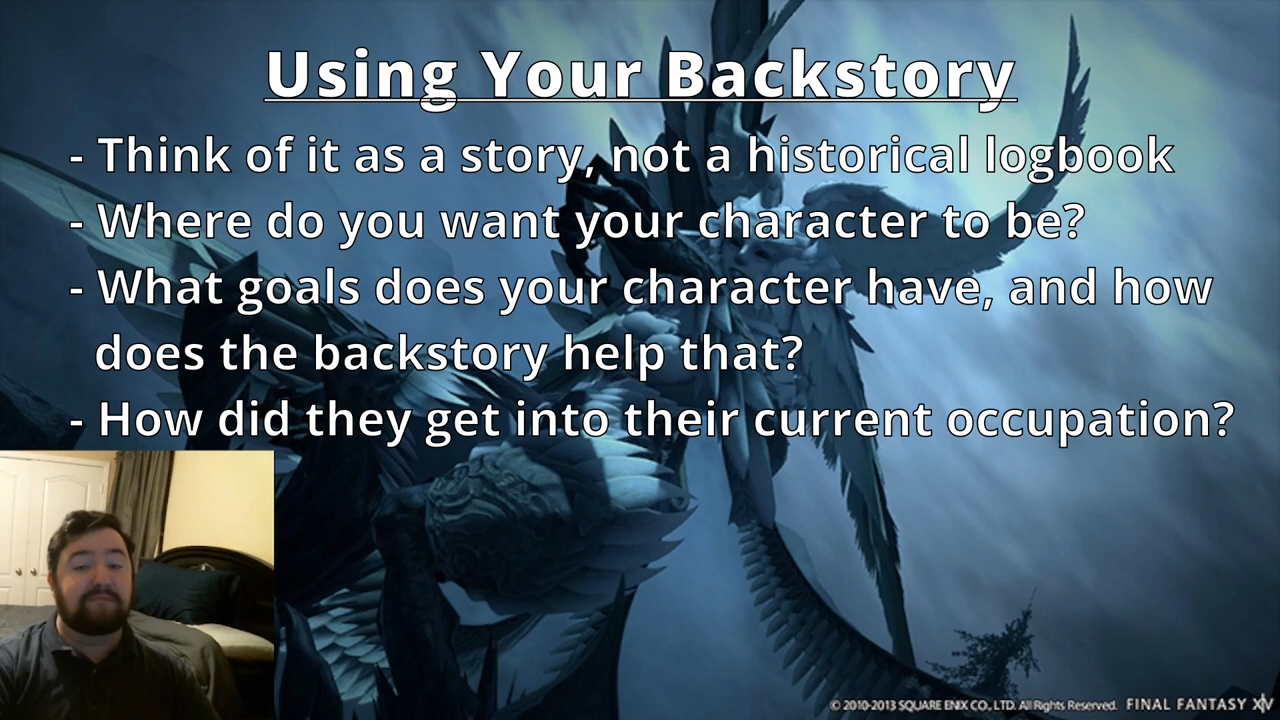 Using Your Backstory
- Think of it as a story, not a historical logbook
- Where do you want your character to be?
- What goals does your character have, and how
does the backstory help that?
- How did they get into their current occupation?
© 2010-2013 SQUARE ENIX CO., LTD. All Rights Reserved. FINAL FANTASY XIV